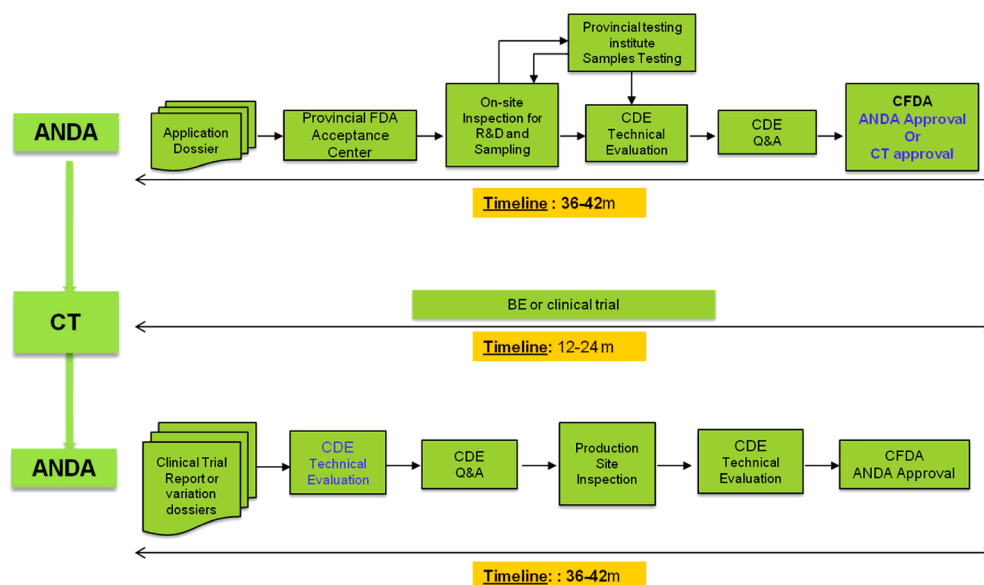 Provincial testing
institute
Samples Testing
ANDA
Application
Dossier
Provincial FDA
Acceptance
Center
On-site
Inspection for
R&D and
Sampling
CDE
Technical
Evaluation
CDE
Q&A
CFDA
ANDA Approval
Or
CT approval
Timeline : 36-42m
CT
BE or clinical trial
Timeline: 12-24 m
ANDA
Clinical Trial
Report or
variation
dossiers
CDE
Technical
Evaluation
CDE
Q&A
Production
Site
Inspection
CDE
Technical
Evaluation
CFDA
ANDA Approval
Timeline: : 36-42m